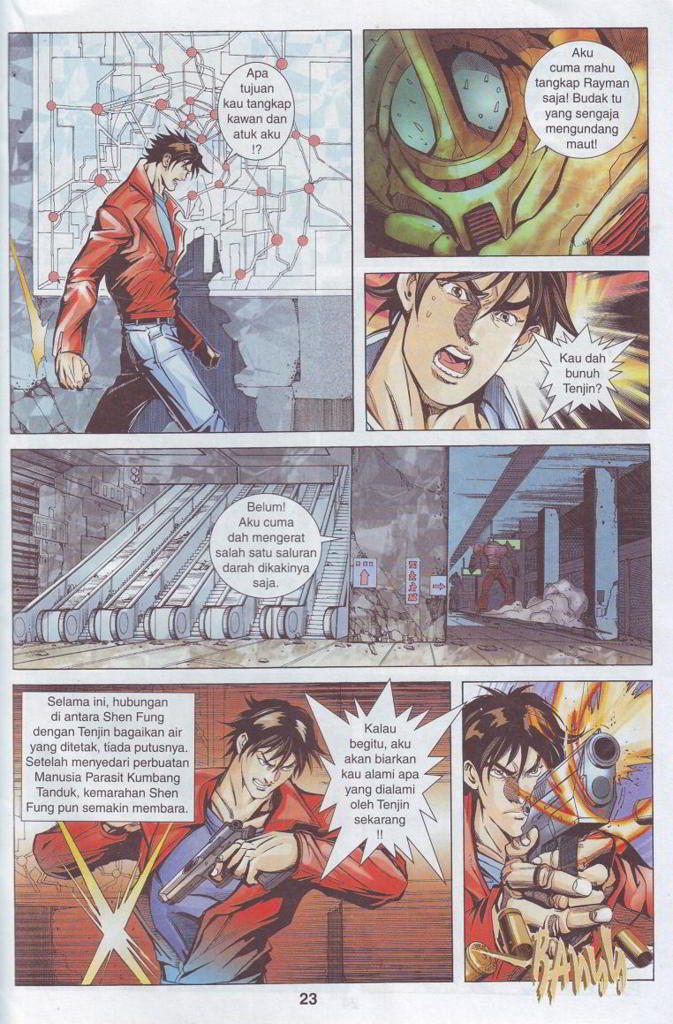 Apa
tujuan
kau tangkap
kawan dan
atuk aku
!?
Aku
cuma mahu
tangkap Rayman
saja! Budak tu
yang sengaja
mengundang
maut!
Kau dah
bunuh
Tenjin?
Belum!
Aku cuma
dah mengerat
salah satu saluran
darah dikakinya
saja.
Selama ini, hubungan
di antara Shen Fung
dengan Tenjin bagaikan air
yang ditetak, tiada putusnya.
Setelah menyedari perbuatan
Manusia Parasit Kumbang
Tanduk, kemarahan Shen
Fung pun semakin membara.
Kalau
begitu, aku
akan biarkan
kau alami apa
yang dialami
oleh Tenjin
sekarang
!!
23